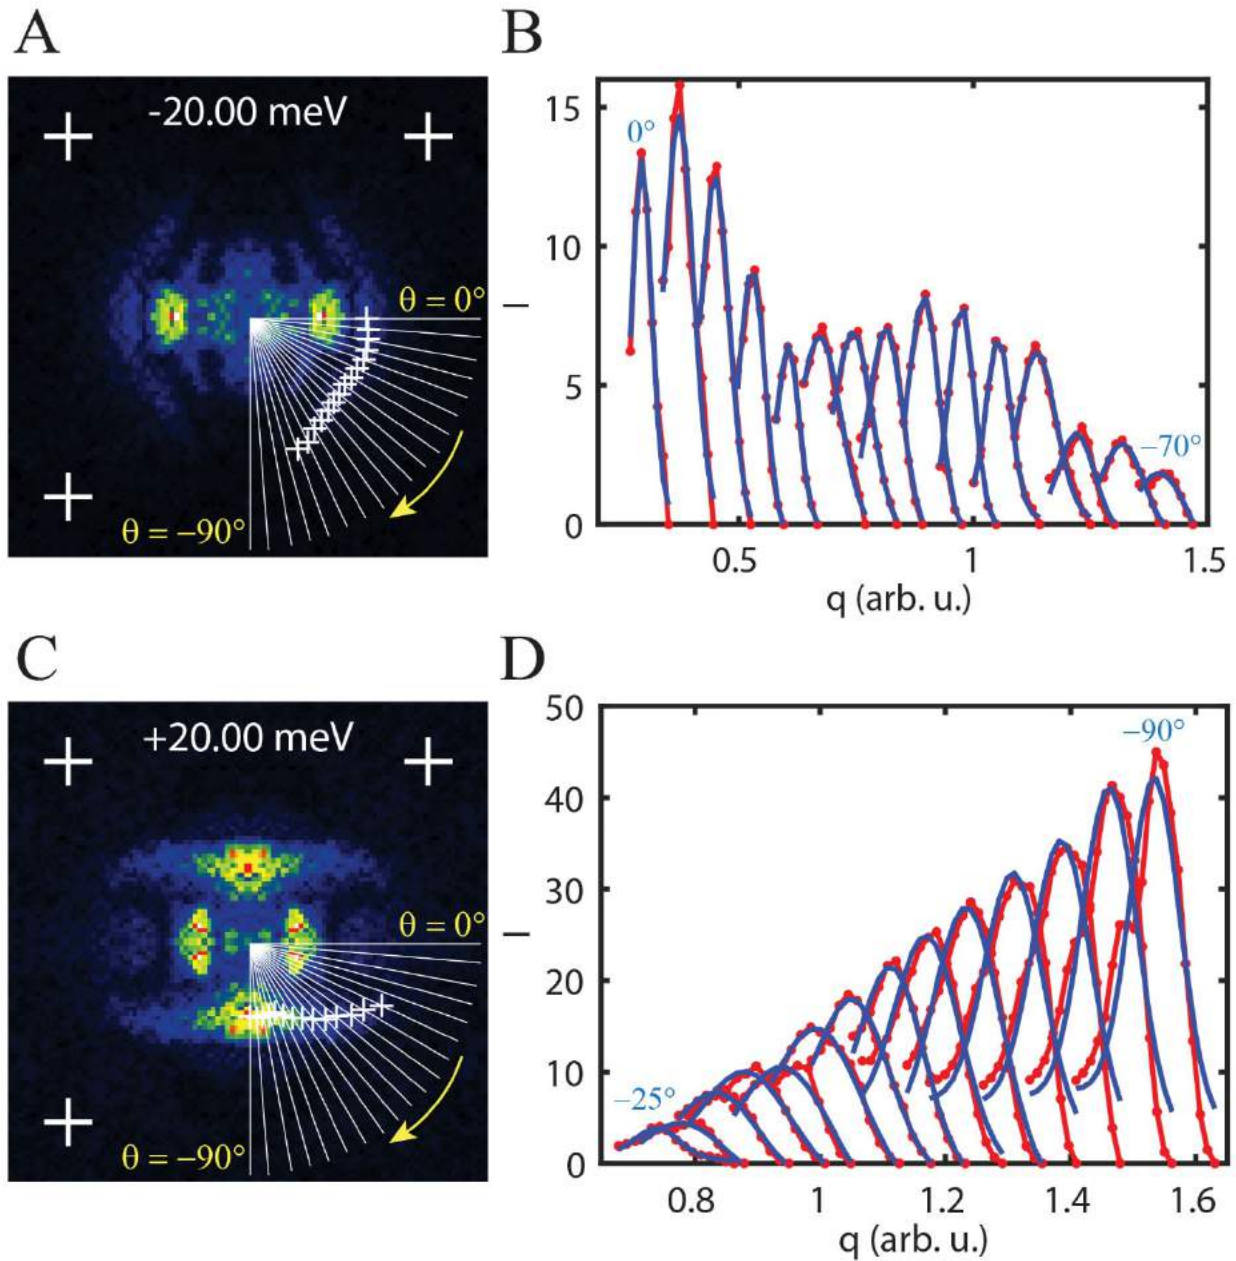 A
B
-20.00 meV
θ = 0°
θ = −90°
15
10
5
0
0°
−70°
0.5
1
1.5
q (arb. u.)
C
D
+20.00 meV
θ = 0°
θ = −90°
50
40
30
20
10
0
−90°
−25°
0.8
1
1.2
1.4
1.6
q (arb. u.)